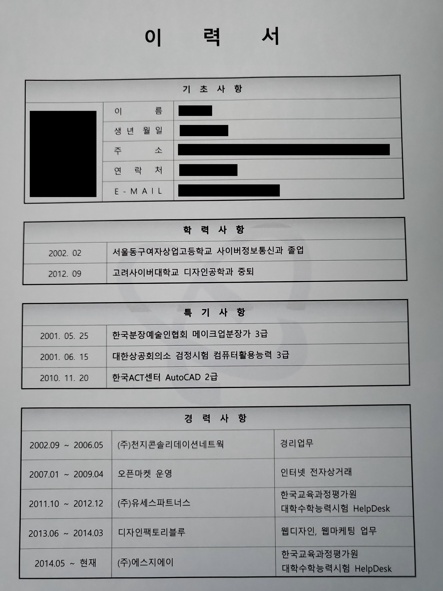 이 력 서
기 초 사 항
이 름
생 년 월 일
주 소
연 락 처
E - M A I L
학 력 사 항
2002. 02 서울동구여자상업고등학교 사이버정보통신과 졸업
2012. 09 고려사이버대학교 디자인공학과 중퇴
특 기 사 항
2001. 05. 25 한국분장예술인협회 메이크업분장가 3급
2001. 06. 15 대한상공회의소 검정시험 컴퓨터활용능력 3급
2010. 11. 20 한국ACT센터 AutoCAD 2급
경 력 사 항
2002.09 ~ 2006.05 (주)천지콘솔리데이션네트웍 경리업무
2007.01 ~ 2009.04 오픈마켓 운영 인터넷 전자상거래
2011.10 ~ 2012.12 (주)유세스파트너스 한국교육과정평가원
대학수학능력시험 HelpDesk
2013.06 ~ 2014.03 디자인팩토리블루 웹디자인, 웹마케팅 업무
2014.05 ~ 현재 (주)에스지에이 한국교육과정평가원
대학수학능력시험 HelpDesk